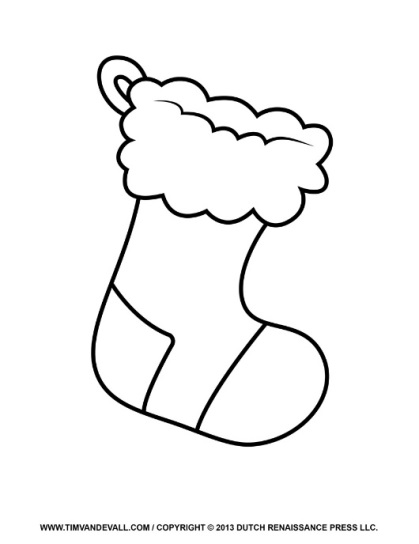 WWW.TIMVANDEVALL.COM / COPYRIGHT © 2013 DUTCH RENAISSANCE PRESS LLC.